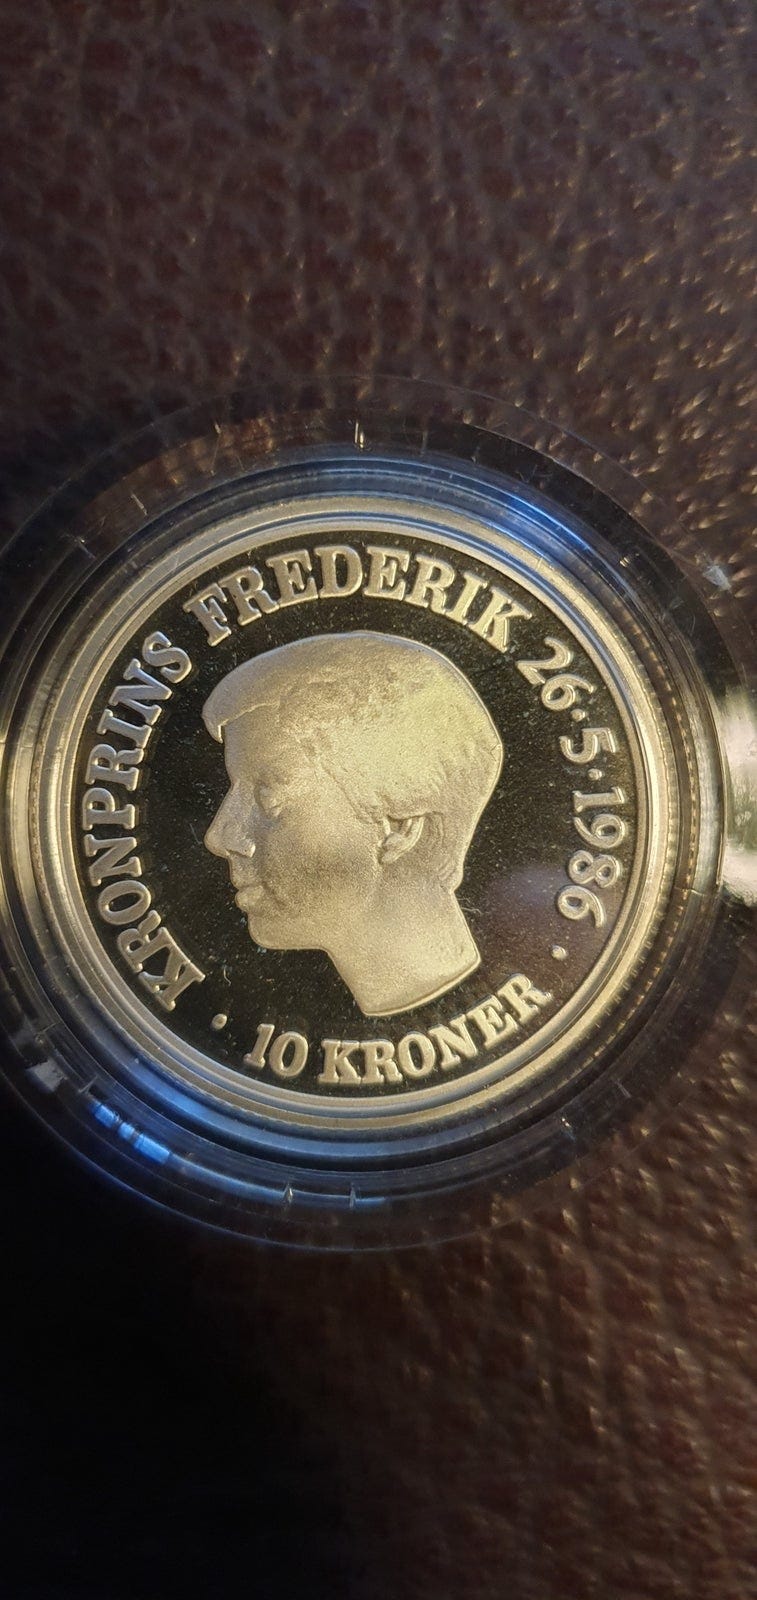 KRONPRINS FREDERIK 26·5·1986
· 10 KRONER ·